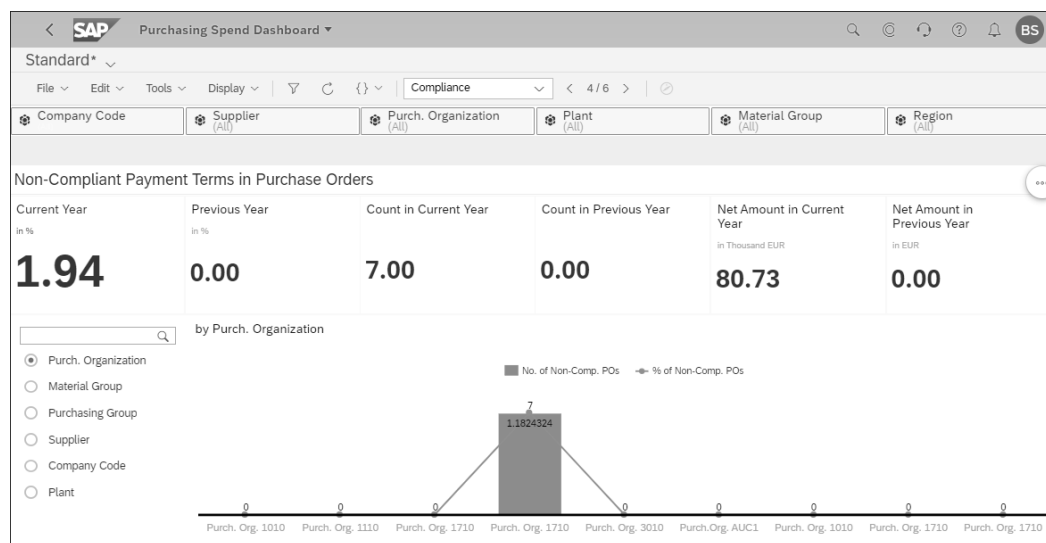 SAP Purchasing Spend Dashboard BS
Standard*
File Edit Tools Display {} Compliance 4 / 6
Company Code Supplier Purch. Organization Plant Material Group Region
(All) (All) (All) (All) (All)
Non-Compliant Payment Terms in Purchase Orders
Current Year Previous Year Count in Current Year Count in Previous Year Net Amount in Current Net Amount in
Year Previous Year
in % in % in Thousand EUR in EUR
1.94 0.00 7.00 0.00 80.73 0.00
by Purch. Organization
Purch. Organization
No. of Non-Comp. POs % of Non-Comp. POs
Material Group
7
Purchasing Group
1.1824324
Supplier
Company Code
Plant
0 0 0 0 0 0 0 0
Purch. Org. 1010 Purch. Org. 1110 Purch. Org. 1710 Purch. Org. 1710 Purch. Org. 3010 Purch.Org. AUC1 Purch. Org. 1010 Purch. Org. 1710 Purch. Org. 1710